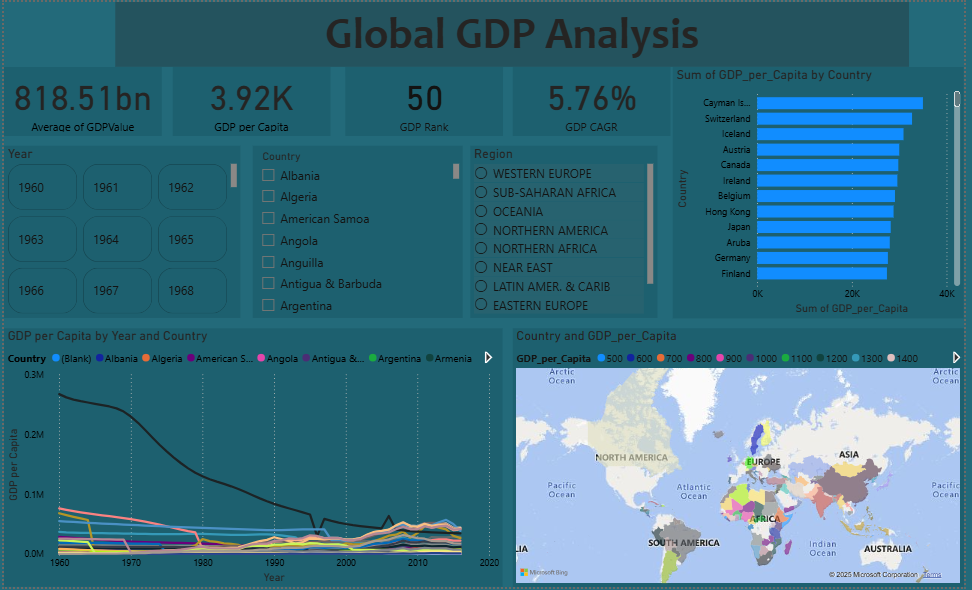 Global GDP Analysis
818.51bn
Average of GDPValue
3.92K
GDP per Capita
50
GDP Rank
5.76%
GDP CAGR
Sum of GDP_per_Capita by Country
Country
Cayman Is...
Switzerland
Iceland
Austria
Canada
Ireland
Belgium
Hong Kong
Japan
Aruba
Germany
Finland
0K 20K 40K
Sum of GDP_per_Capita
Year
1960 1961 1962
1963 1964 1965
1966 1967 1968
Country
Albania
Algeria
American Samoa
Angola
Anguilla
Antigua & Barbuda
Argentina
Region
WESTERN EUROPE
SUB-SAHARAN AFRICA
OCEANIA
NORTHERN AMERICA
NORTHERN AFRICA
NEAR EAST
LATIN AMER. & CARIB
EASTERN EUROPE
GDP per Capita by Year and Country
Country (Blank) Albania Algeria American S... Angola Antigua &... Argentina Armenia
GDP per Capita
0.3M
0.2M
0.1M
0.0M
1960 1970 1980 1990 2000 2010 2020
Year
Country and GDP_per_Capita
GDP_per_Capita 500 600 700 800 900 1000 1100 1200 1300 1400
Arctic
Ocean
Arctic
Ocean
NORTH AMERICA
EUROPE
ASIA
Pacific
Ocean
Atlantic
Ocean
Pacific
Ocean
AFRICA
SOUTH AMERICA
Indian
Ocean
LIA
AUSTRALIA
Microsoft Bing
© 2025 Microsoft Corporation Terms